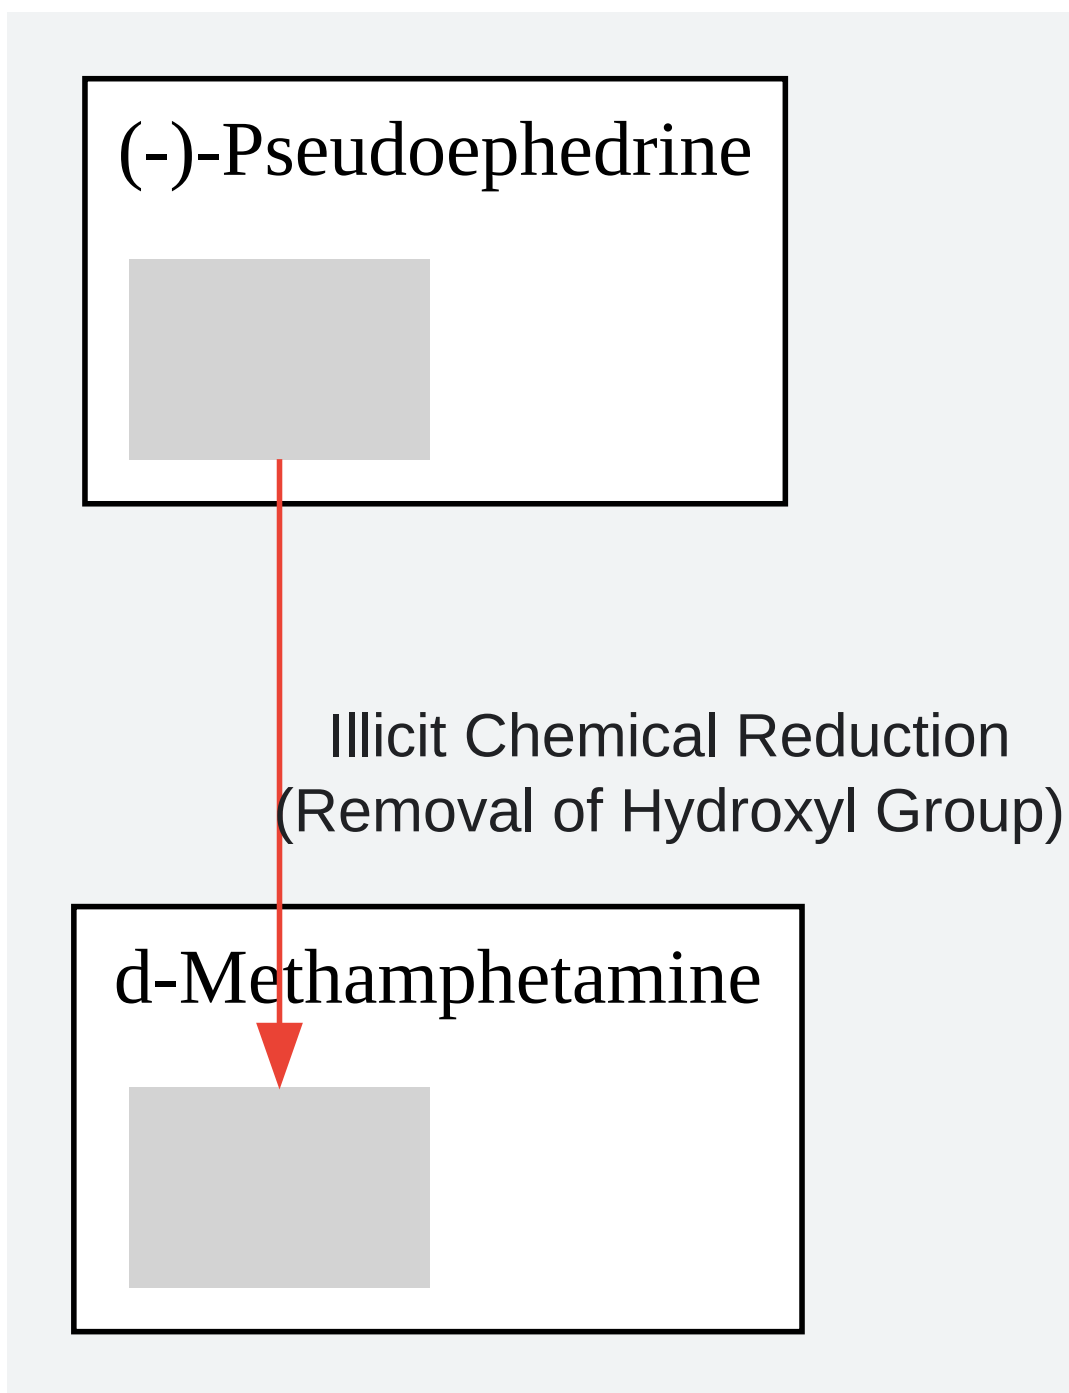 (-)-Pseudoephedrine
Illicit Chemical Reduction
(Removal of Hydroxyl Group)
d-Methamphetamine